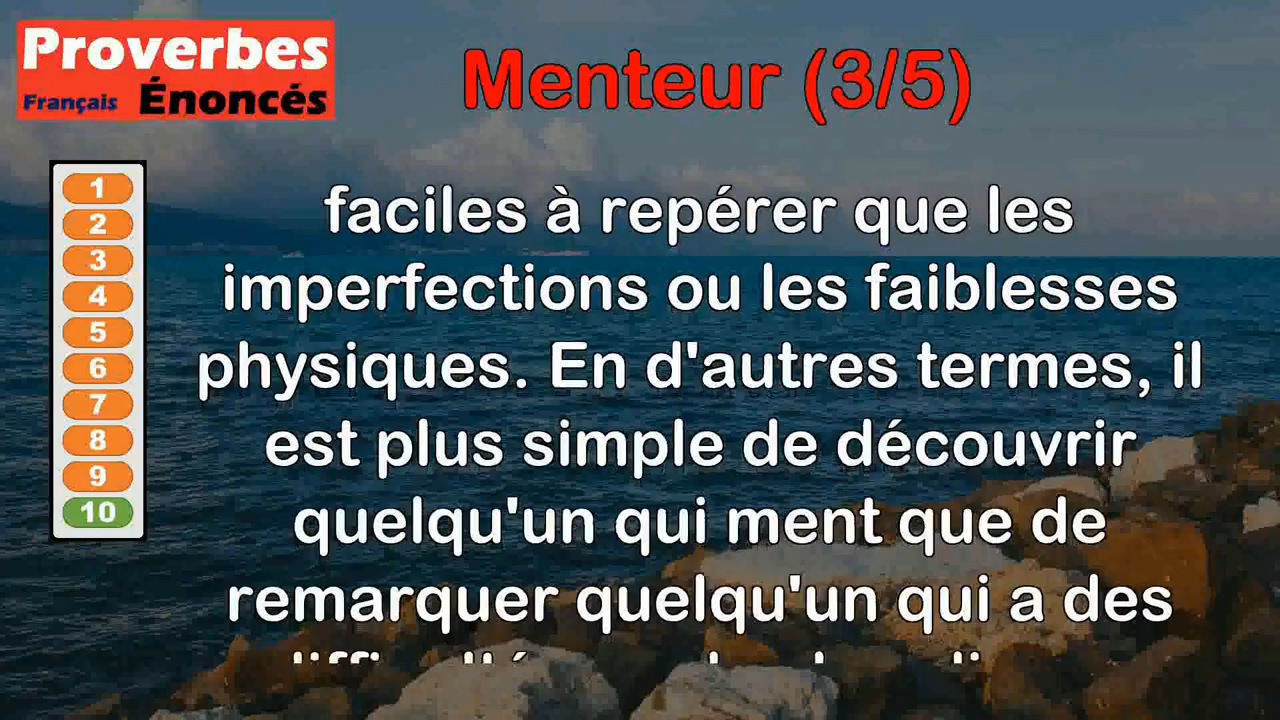 Proverbes
Français Énoncés
Menteur (3/5)
1
2
3
4
5
6
7
8
9
10
faciles à repérer que les
imperfections ou les faiblesses
physiques. En d'autres termes, il
est plus simple de découvrir
quelqu'un qui ment que de
remarquer quelqu'un qui a des